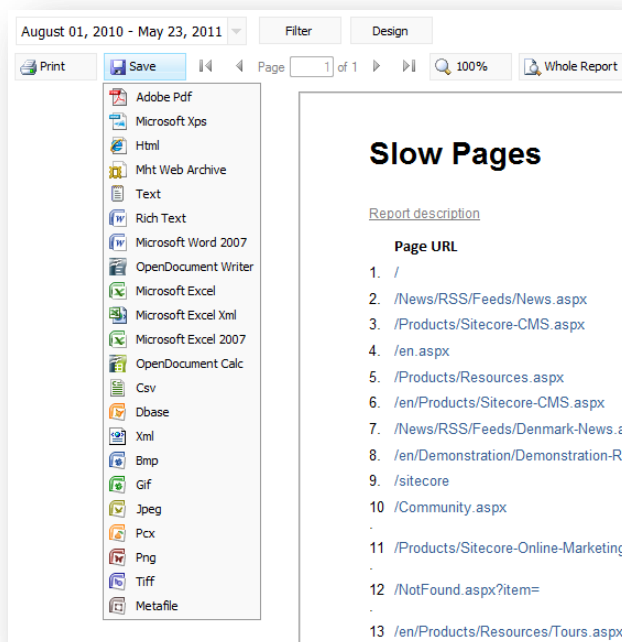 August 01, 2010 - May 23, 2011 Filter Design
Print Save Page 1 of 1 100% Whole Report
Adobe Pdf
Microsoft Xps
Html
Mht Web Archive
Text
Rich Text
Microsoft Word 2007
OpenDocument Writer
Microsoft Excel
Microsoft Excel Xml
Microsoft Excel 2007
OpenDocument Calc
Csv
Dbase
Xml
Bmp
Gif
Jpeg
Pcx
Png
Tiff
Metafile
Slow Pages
Report description
Page URL
1. /
2. /News/RSS/Feeds/News.aspx
3. /Products/Sitecore-CMS.aspx
4. /en.aspx
5. /Products/Resources.aspx
6. /en/Products/Sitecore-CMS.aspx
7. /News/RSS/Feeds/Denmark-News.a
8. /en/Demonstration/Demonstration-R
9. /sitecore
10 /Community.aspx
.
11 /Products/Sitecore-Online-Marketing
.
12 /NotFound.aspx?item=
.
13 /en/Products/Resources/Tours.aspx